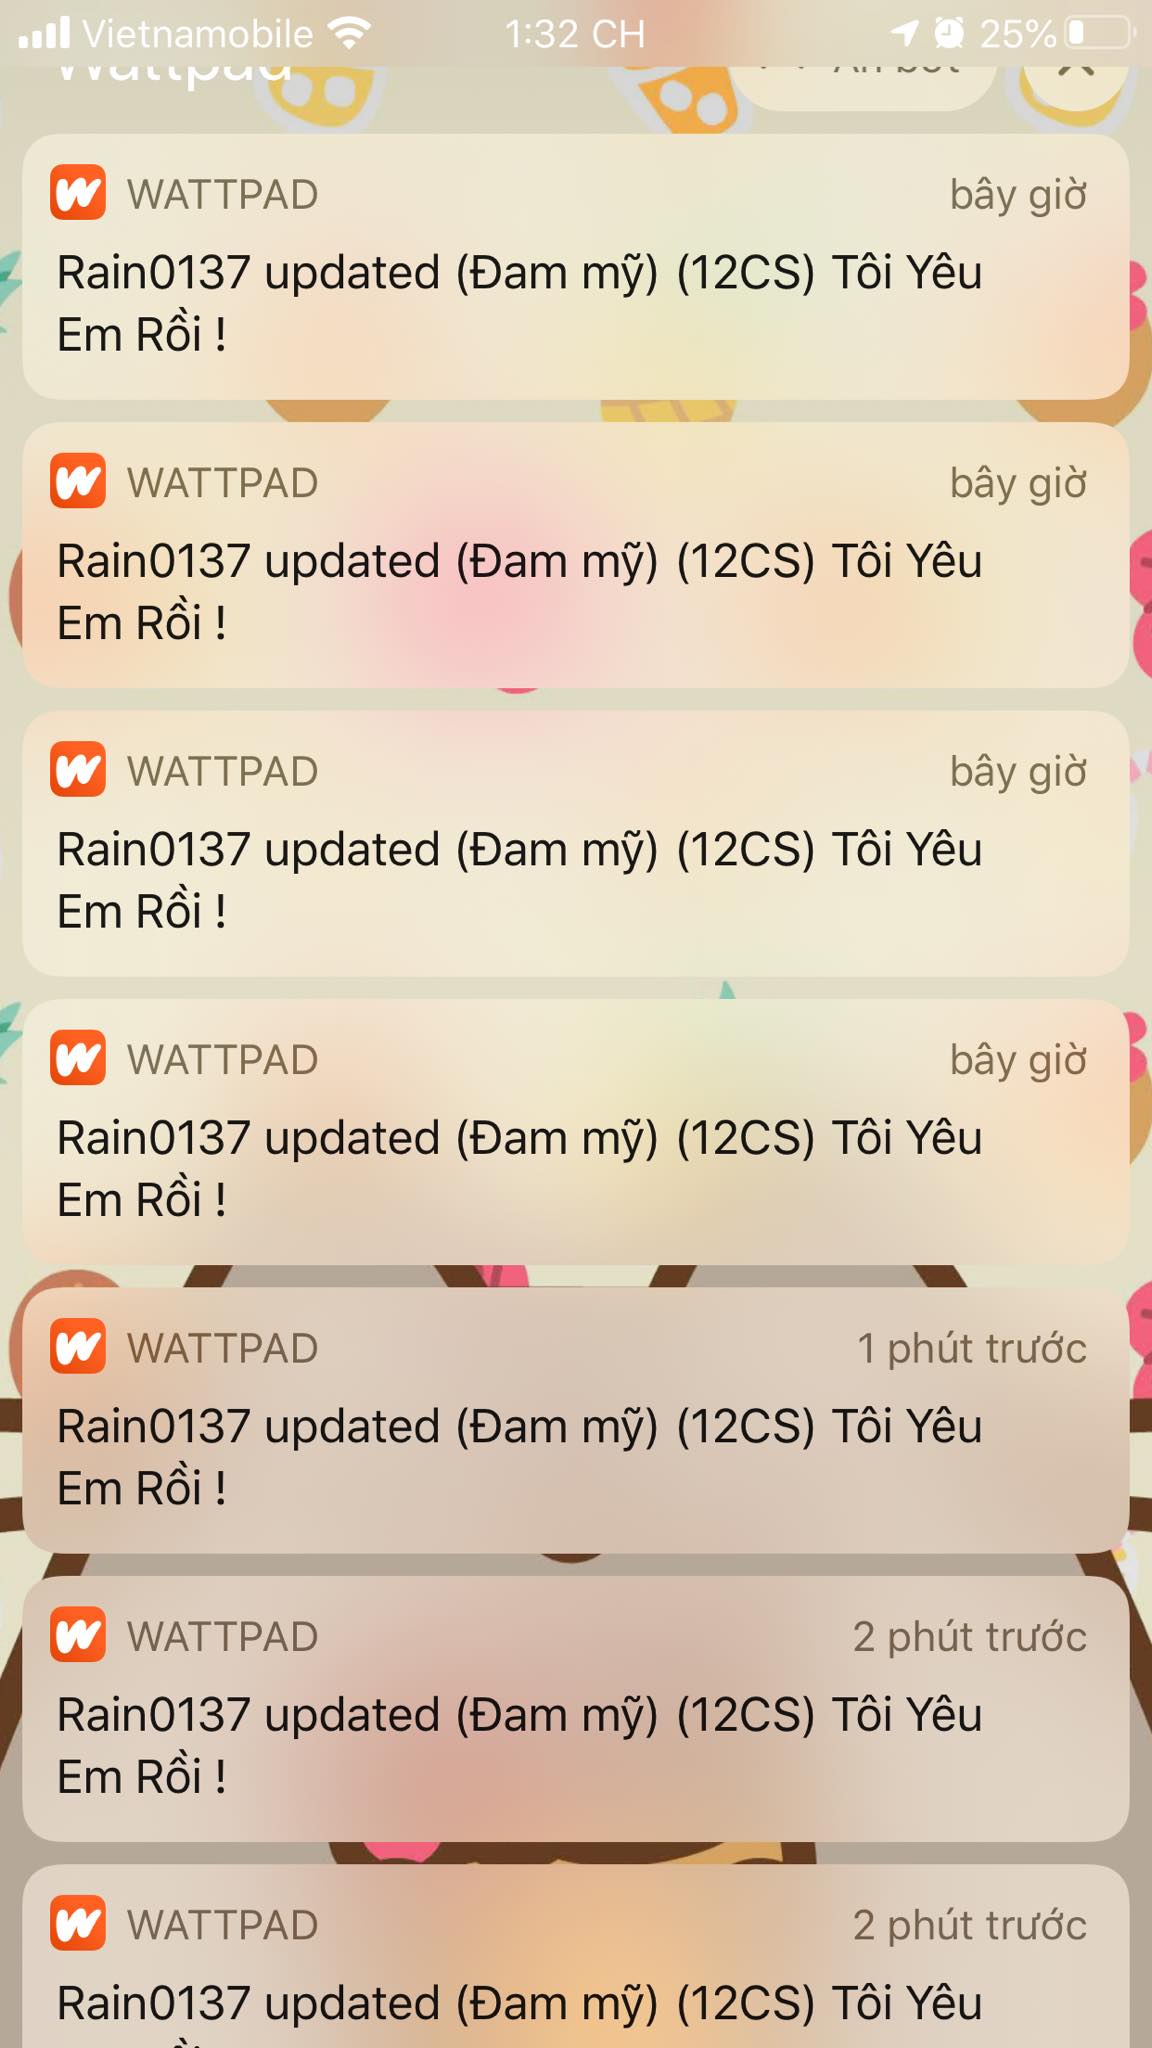 Vietnamobile 1:32 CH 25%
Wattpad Ẩn bớt
WATTPAD bây giờ
Rain0137 updated (Đam mỹ) (12CS) Tôi Yêu
Em Rồi !
WATTPAD bây giờ
Rain0137 updated (Đam mỹ) (12CS) Tôi Yêu
Em Rồi !
WATTPAD bây giờ
Rain0137 updated (Đam mỹ) (12CS) Tôi Yêu
Em Rồi !
WATTPAD bây giờ
Rain0137 updated (Đam mỹ) (12CS) Tôi Yêu
Em Rồi !
WATTPAD 1 phút trước
Rain0137 updated (Đam mỹ) (12CS) Tôi Yêu
Em Rồi !
WATTPAD 2 phút trước
Rain0137 updated (Đam mỹ) (12CS) Tôi Yêu
Em Rồi !
WATTPAD 2 phút trước
Rain0137 updated (Đam mỹ) (12CS) Tôi Yêu